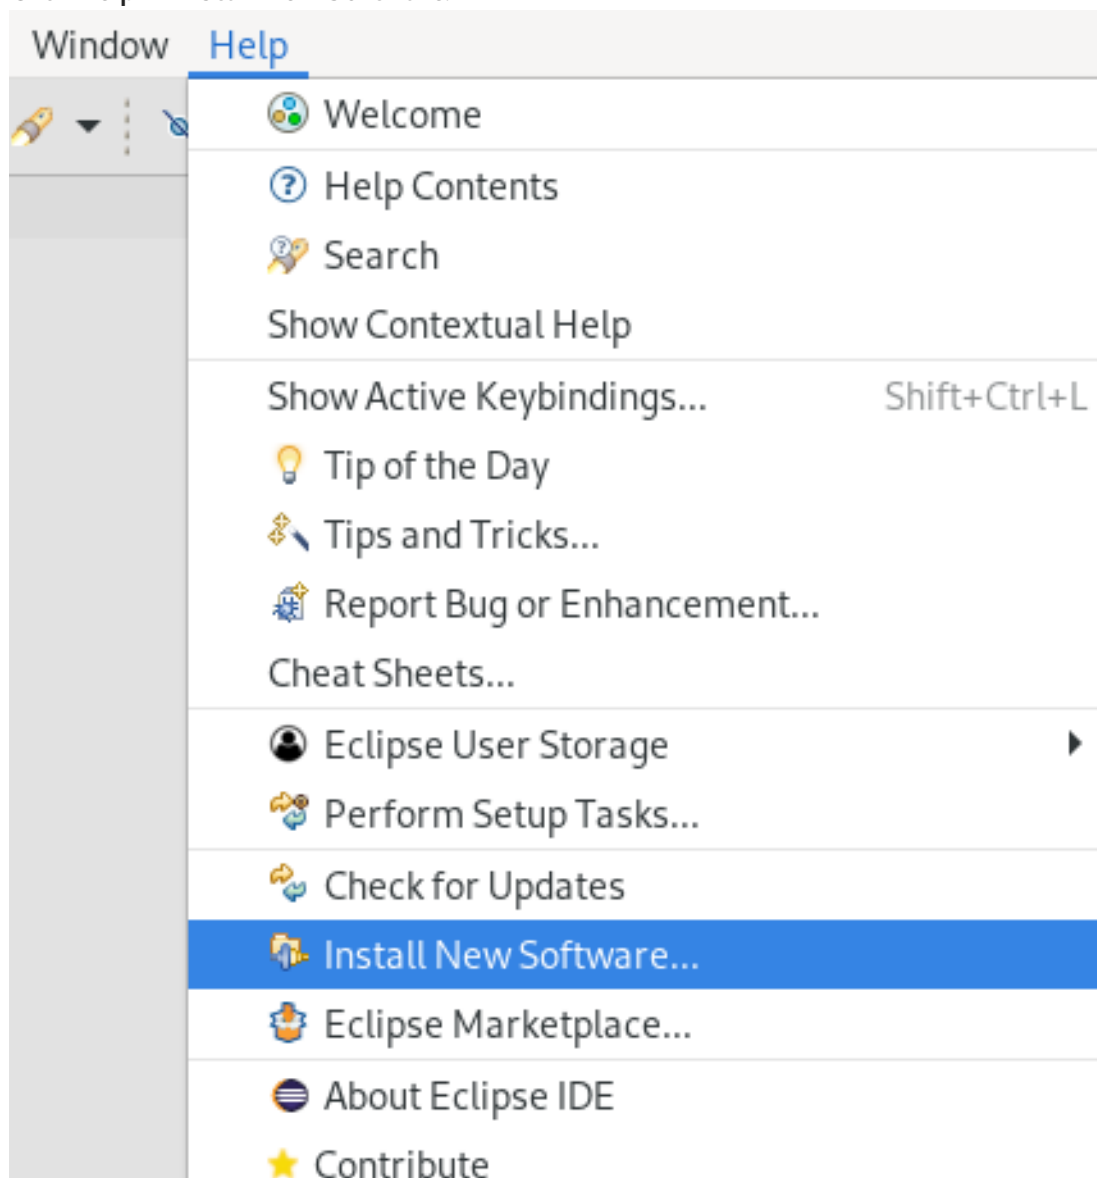 Window Help
Welcome
Help Contents
Search
Show Contextual Help
Show Active Keybindings... Shift+Ctrl+L
Tip of the Day
Tips and Tricks...
Report Bug or Enhancement...
Cheat Sheets...
Eclipse User Storage
Perform Setup Tasks...
Check for Updates
Install New Software...
Eclipse Marketplace...
About Eclipse IDE
Contribute